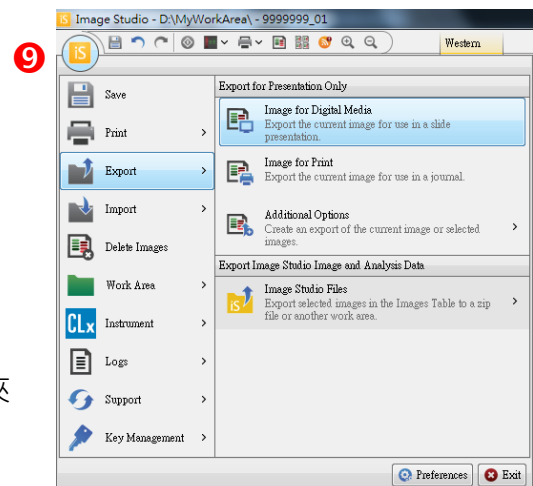 iS Image Studio - D:\MyWorkArea\ - 9999999_01
9
iS
Western
Save
Print
Export
Import
Delete Images
Work Area
CLx Instrument
Logs
Support
Key Management
Export for Presentation Only
Image for Digital Media
Export the current image for use in a slide
presentation.
Image for Print
Export the current image for use in a journal.
Additional Options
Create an export of the current image or selected
images.
Export Image Studio Image and Analysis Data
iS
Image Studio Files
Export selected images in the Images Table to a zip
file or another work area.
Preferences
Exit